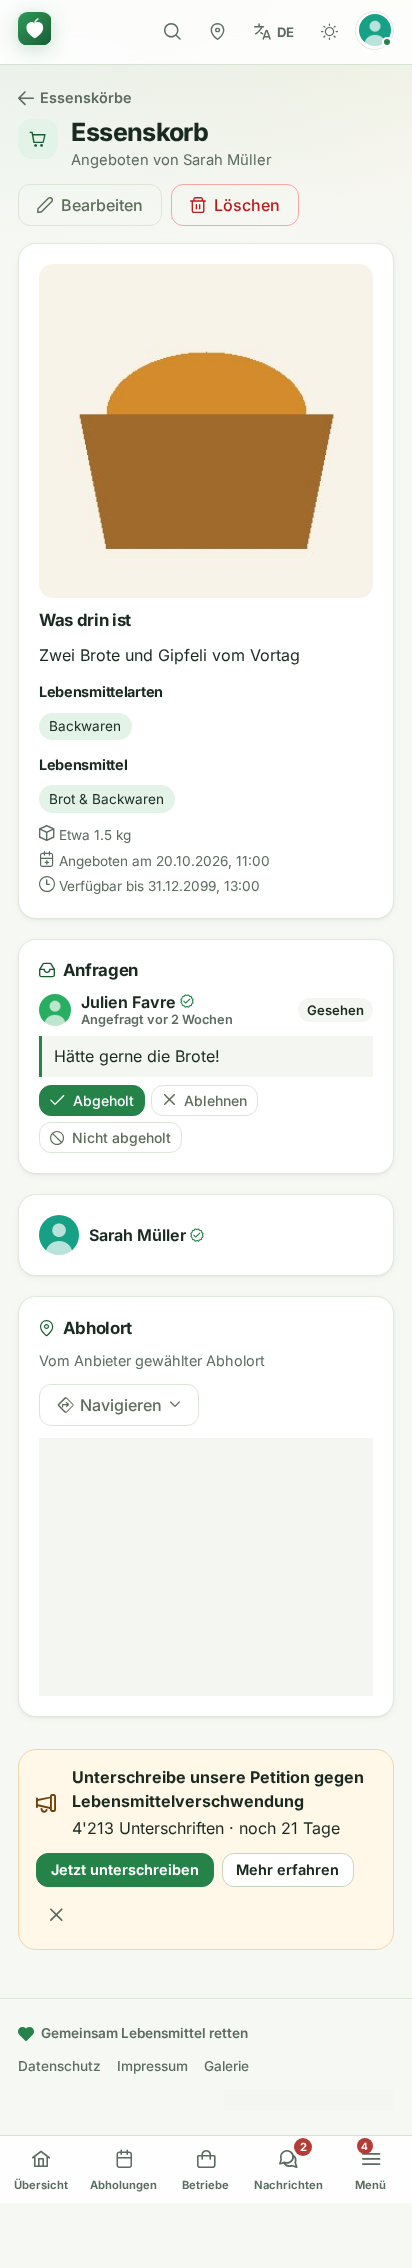 DE
Essenskörbe
Essenskorb
Angeboten von Sarah Müller
Bearbeiten
Löschen
Was drin ist
Zwei Brote und Gipfeli vom Vortag
Lebensmittelarten
Backwaren
Lebensmittel
Brot & Backwaren
Etwa 1.5 kg
Angeboten am 20.10.2026, 11:00
Verfügbar bis 31.12.2099, 13:00
Anfragen
Julien Favre
Angefragt vor 2 Wochen
Gesehen
Hätte gerne die Brote!
Abgeholt
Ablehnen
Nicht abgeholt
Sarah Müller
Abholort
Vom Anbieter gewählter Abholort
Navigieren
Unterschreibe unsere Petition gegen
Lebensmittelverschwendung
4'213 Unterschriften · noch 21 Tage
Jetzt unterschreiben
Mehr erfahren
Gemeinsam Lebensmittel retten
Datenschutz Impressum Galerie
2 4
Übersicht Abholungen Betriebe Nachrichten Menü